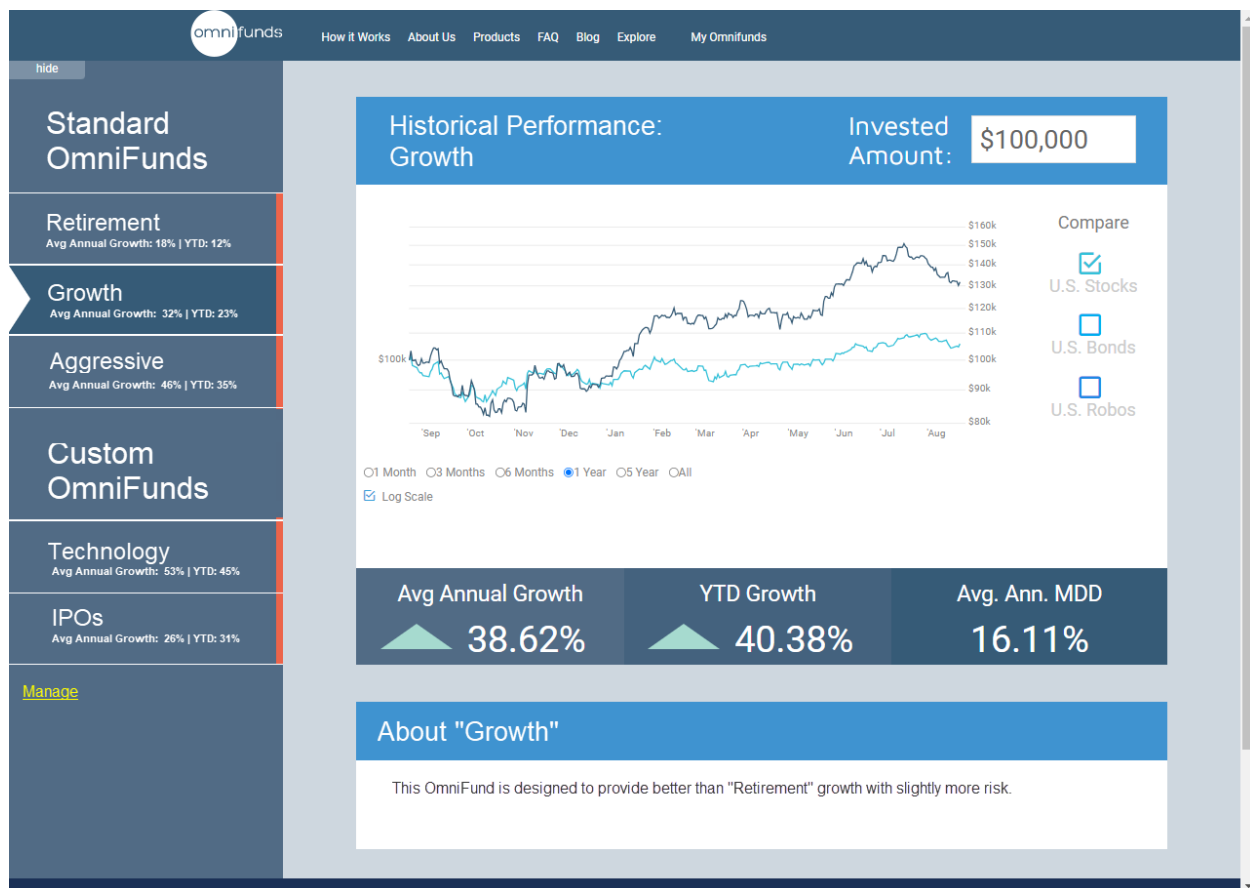 omnifunds
How it Works About Us Products FAQ Blog Explore My Omnifunds
hide
Standard
OmniFunds
Retirement
Avg Annual Growth: 18% | YTD: 12%
Growth
Avg Annual Growth: 32% | YTD: 23%
Aggressive
Avg Annual Growth: 46% | YTD: 35%
Custom
OmniFunds
Technology
Avg Annual Growth: 53% | YTD: 45%
IPOs
Avg Annual Growth: 26% | YTD: 31%
Manage
Historical Performance:
Growth
Invested
Amount:
$100,000
$160k
$150k
$140k
$130k
$120k
$110k
$100k
$100k
$90k
$80k
'Sep 'Oct 'Nov 'Dec 'Jan 'Feb 'Mar 'Apr 'May 'Jun 'Jul 'Aug
Compare
U.S. Stocks
U.S. Bonds
U.S. Robos
1 Month 3 Months 6 Months 1 Year 5 Year All
Log Scale
Avg Annual Growth
38.62%
YTD Growth
40.38%
Avg. Ann. MDD
16.11%
About "Growth"
This OmniFund is designed to provide better than "Retirement" growth with slightly more risk.